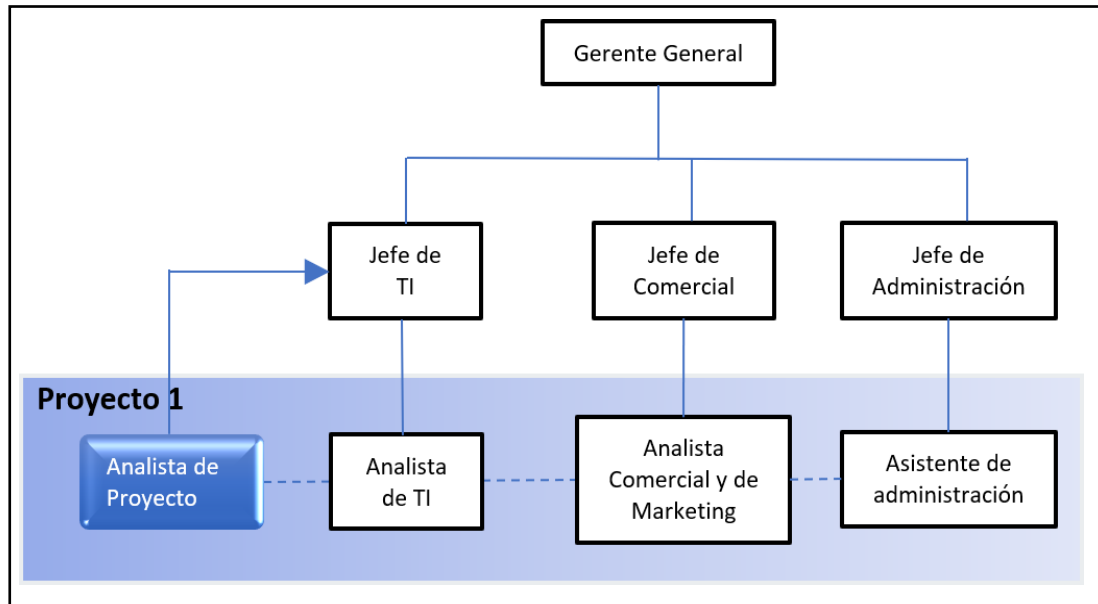 Gerente General
Jefe de
TI
Jefe de
Comercial
Jefe de
Administración
Proyecto 1
Analista de
Proyecto
Analista
de TI
Analista
Comercial y de
Marketing
Asistente de
administración